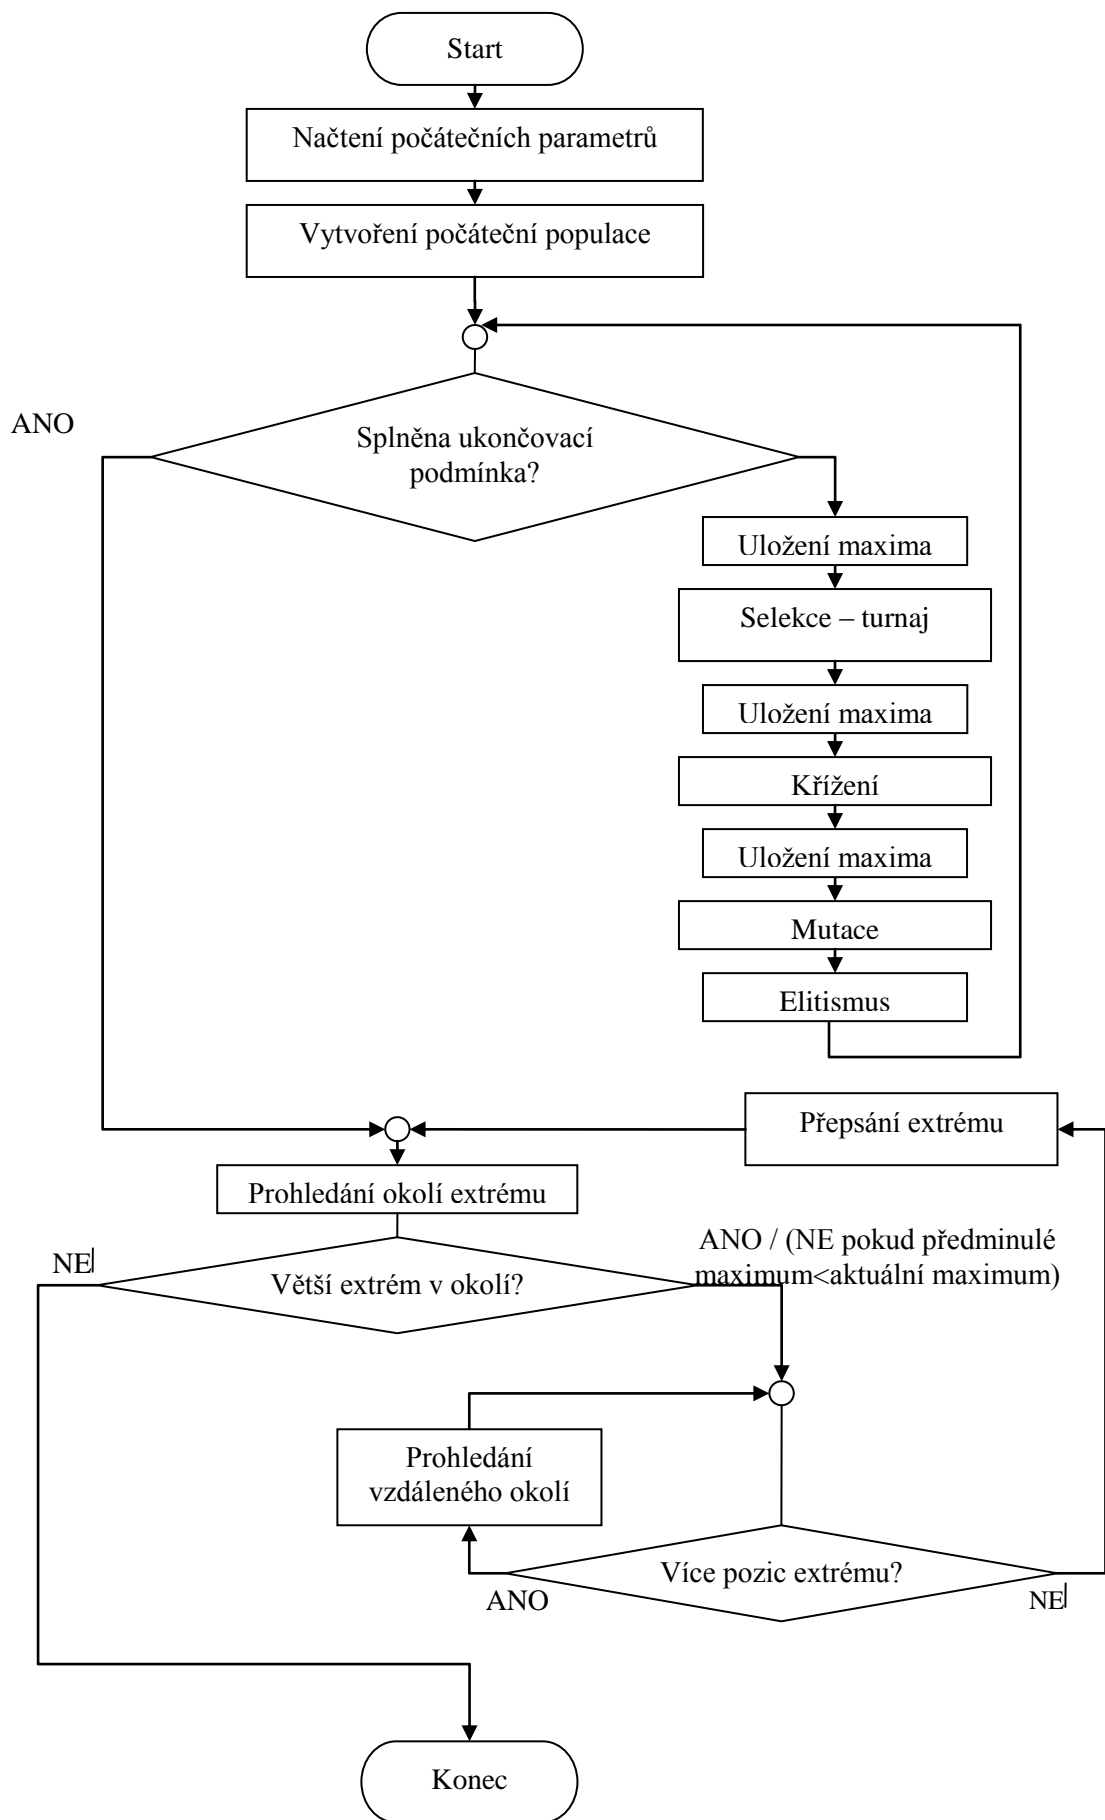 Start
Načtení počátečních parametrů
Vytvoření počáteční populace
ANO
Splněna ukončovací
podmínka?
Uložení maxima
Selekce – turnaj
Uložení maxima
Křížení
Uložení maxima
Mutace
Elitismus
Přepsání extrému
Prohledání okolí extrému
NE
Větší extrém v okolí?
ANO / (NE pokud předminulé
maximum<aktuální maximum)
Prohledání
vzdáleného okolí
Více pozic extrému?
ANO
NE
Konec